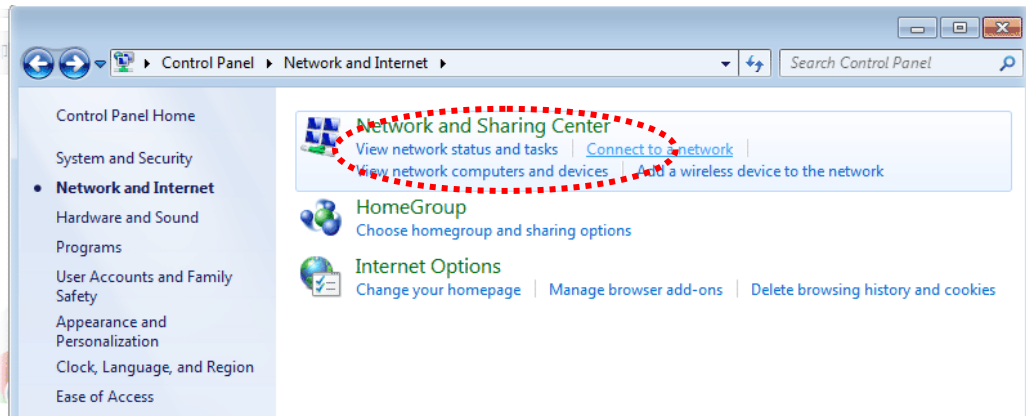 Control Panel Network and Internet Search Control Panel
Control Panel Home
System and Security
Network and Internet
Hardware and Sound
Programs
User Accounts and Family
Safety
Appearance and
Personalization
Clock, Language, and Region
Ease of Access
Network and Sharing Center
View network status and tasks Connect to a network
View network computers and devices Add a wireless device to the network
HomeGroup
Choose homegroup and sharing options
Internet Options
Change your homepage Manage browser add-ons Delete browsing history and cookies